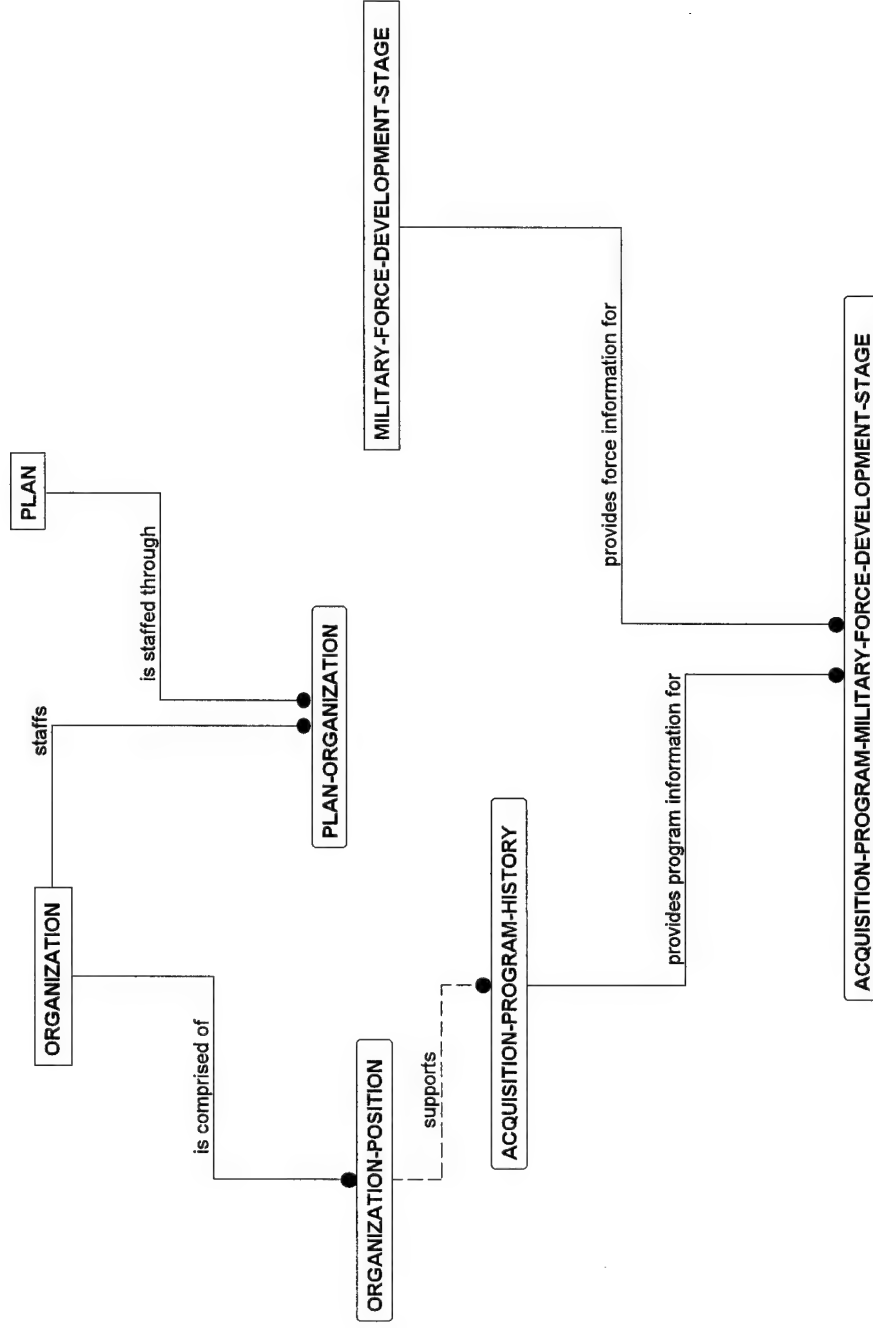 PLAN
is staffed through
staffs
ORGANIZATION
PLAN-ORGANIZATION
is comprised of
ORGANIZATION-POSITION
supports
ACQUISITION-PROGRAM-HISTORY
MILITARY-FORCE-DEVELOPMENT-STAGE
provides force information for
provides program information for
ACQUISITION-PROGRAM-MILITARY-FORCE-DEVELOPMENT-STAGE